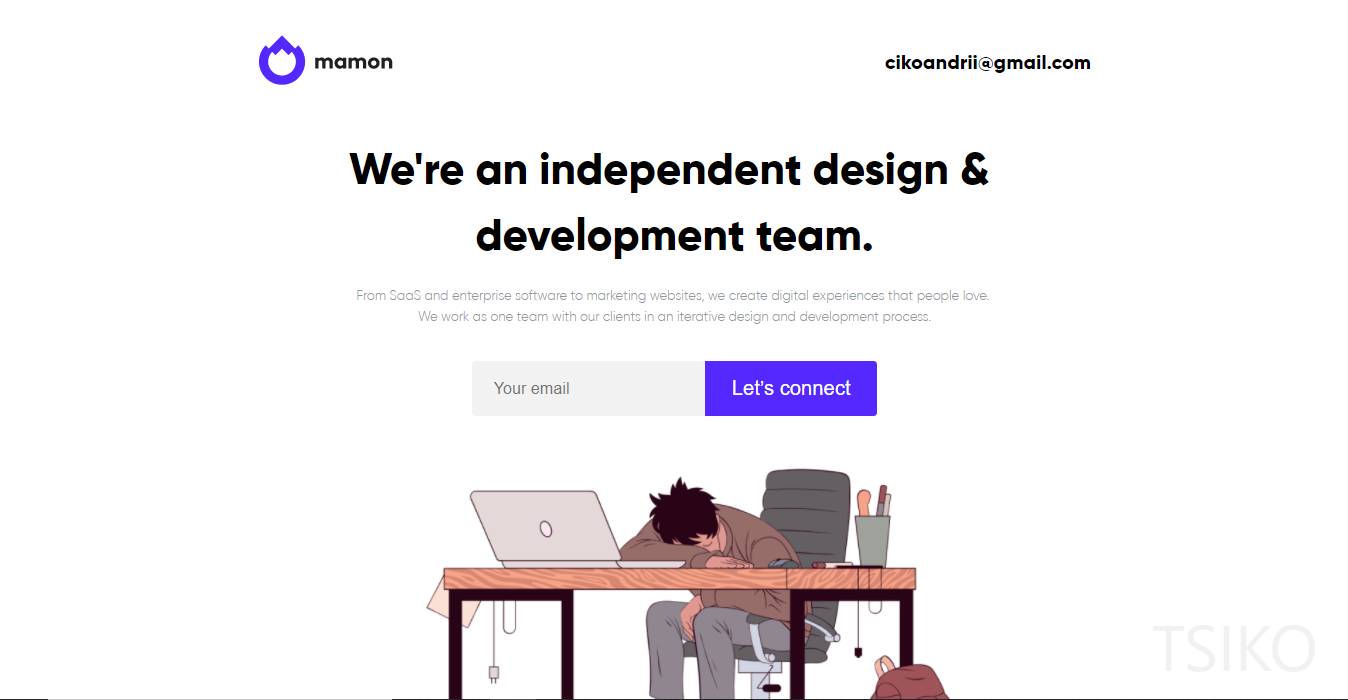 mamon
cikoandrii@gmail.com
We're an independent design &
development team.
From SaaS and enterprise software to marketing websites, we create digital experiences that people love.
We work as one team with our clients in an iterative design and development process.
Your email
Let's connect
TSIKO